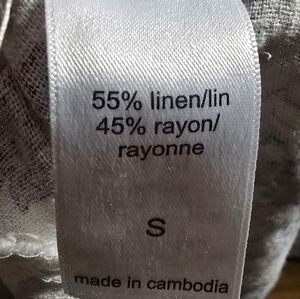 55% linen/lin
45% rayon/
rayonne
S
made in cambodia